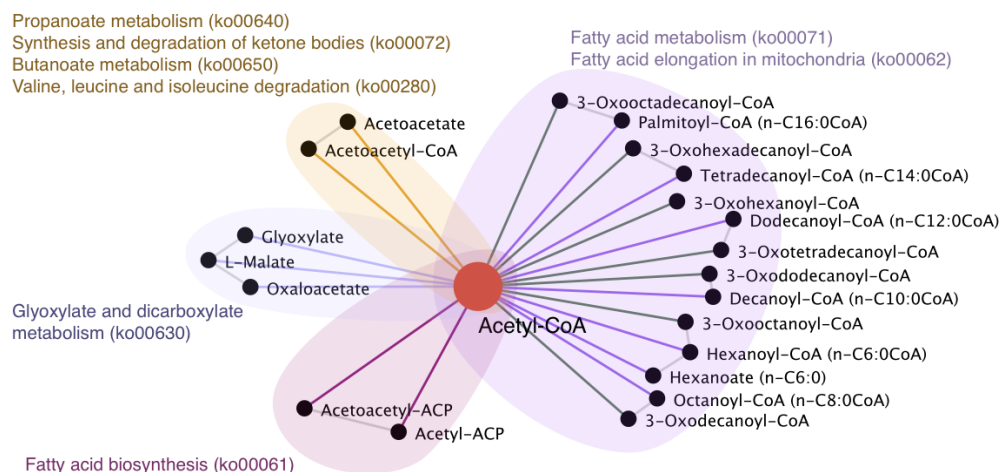 Propanoate metabolism (ko00640)
Synthesis and degradation of ketone bodies (ko00072)
Butanoate metabolism (ko00650)
Valine, leucine and isoleucine degradation (ko00280)
Fatty acid metabolism (ko00071)
Fatty acid elongation in mitochondria (ko00062)
3-Oxooctadecanoyl-CoA
Acetoacetate
Palmitoyl-CoA (n-C16:0CoA)
Acetoacetyl-CoA
3-Oxohexadecanoyl-CoA
Tetradecanoyl-CoA (n-C14:0CoA)
3-Oxohexanoyl-CoA
Dodecanoyl-CoA (n-C12:0CoA)
Glyoxylate
3-Oxotetradecanoyl-CoA
L-Malate
3-Oxododecanoyl-CoA
Oxaloacetate
Decanoyl-CoA (n-C10:0CoA)
Glyoxylate and dicarboxylate
metabolism (ko00630)
Acetyl-CoA
3-Oxooctanoyl-CoA
Hexanoyl-CoA (n-C6:0CoA)
Hexanoate (n-C6:0)
Octanoyl-CoA (n-C8:0CoA)
3-Oxodecanoyl-CoA
Acetoacetyl-ACP
Acetyl-ACP
Fatty acid biosynthesis (ko00061)